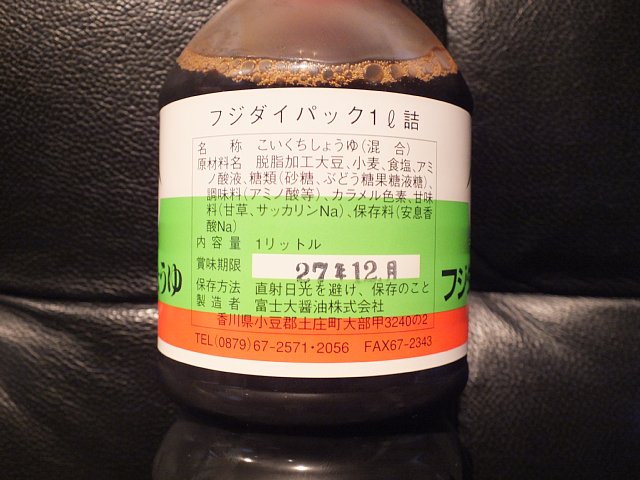 フジダイパック1ℓ詰
名称 こいくちしょうゆ(混合)
原材料名 脱脂加工大豆、小麦、食塩、アミ
ノ酸液、糖類(砂糖、ぶどう糖果糖液糖)、
調味料(アミノ酸等)、カラメル色素、甘味
料(甘草、サッカリンNa)、保存料(安息香
酸Na)
内容量 1リットル
賞味期限 27年12月
保存方法 直射日光を避け、保存のこと
製造者 富士大醤油株式会社
香川県小豆郡土庄町大部甲3240の2
TEL(0879)67-2571・2056 FAX67-2343
うゆ
フジ